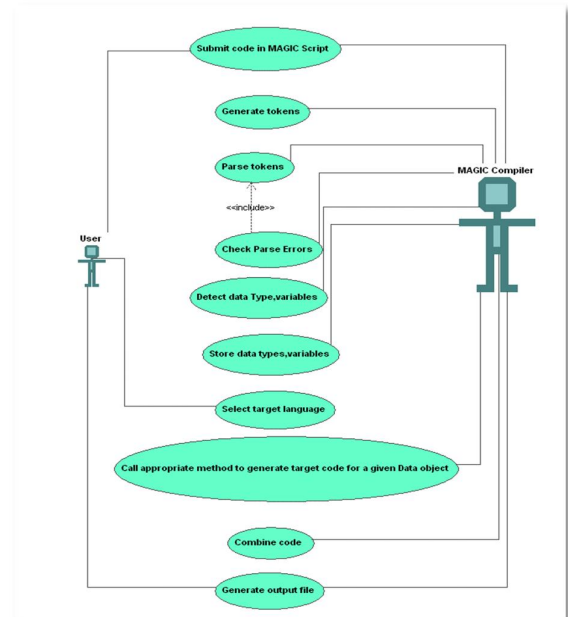 Submit code in MAGIC Script
Generate tokens
Parse tokens
MAGIC Compiler
<<include>>
User
Check Parse Errors
Detect data Type,variables
Store data types,variables
Select target language
Call appropriate method to generate target code for a given Data object
Combine code
Generate output file